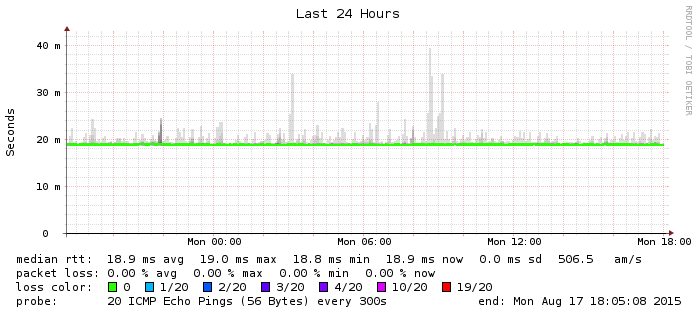 Last 24 Hours
RRDTOOL / TOBI OETIKER
Seconds
40 m
30 m
20 m
10 m
0
Mon 00:00 Mon 06:00 Mon 12:00 Mon 18:00
median rtt: 18.9 ms avg 19.0 ms max 18.8 ms min 18.9 ms now 0.0 ms sd 506.5 am/s
packet loss: 0.00 % avg 0.00 % max 0.00 % min 0.00 % now
loss color: 0 1/20 2/20 3/20 4/20 10/20 19/20
probe: 20 ICMP Echo Pings (56 Bytes) every 300s end: Mon Aug 17 18:05:08 2015